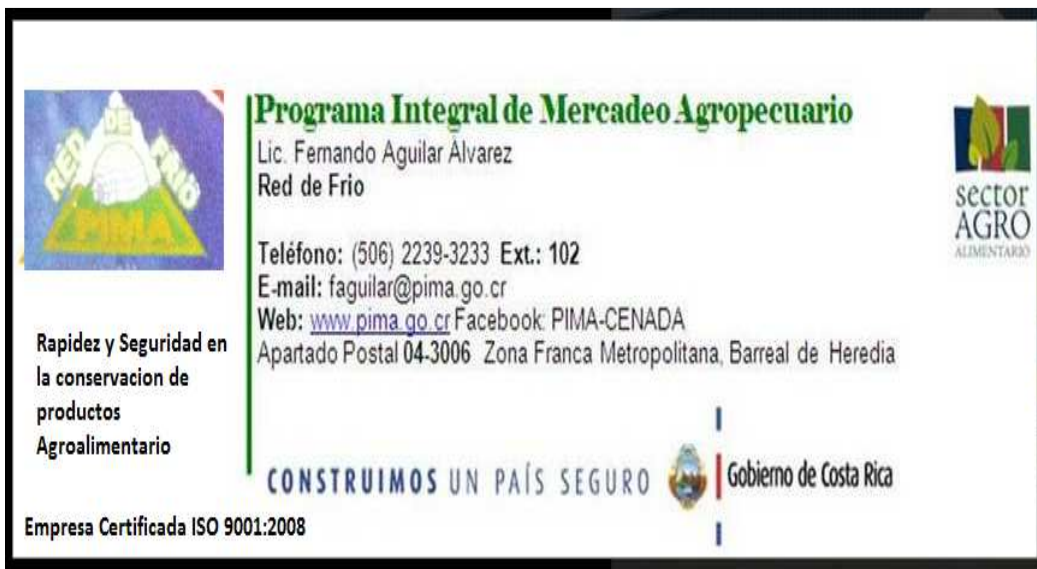 RED DE FRIO
PIMA
Programa Integral de Mercadeo Agropecuario
Lic. Fernando Aguilar Álvarez
Red de Frio
Teléfono: (506) 2239-3233 Ext.: 102
E-mail: faguilar@pima.go.cr
Web: www.pima.go.cr Facebook: PIMA-CENADA
Apartado Postal 04-3006 Zona Franca Metropolitana, Barreal de Heredia
sector
AGRO
ALIMENTARIO
Rapidez y Seguridad en
la conservacion de
productos
Agroalimentario
CONSTRUIMOS UN PAÍS SEGURO
Gobierno de Costa Rica
Empresa Certificada ISO 9001:2008